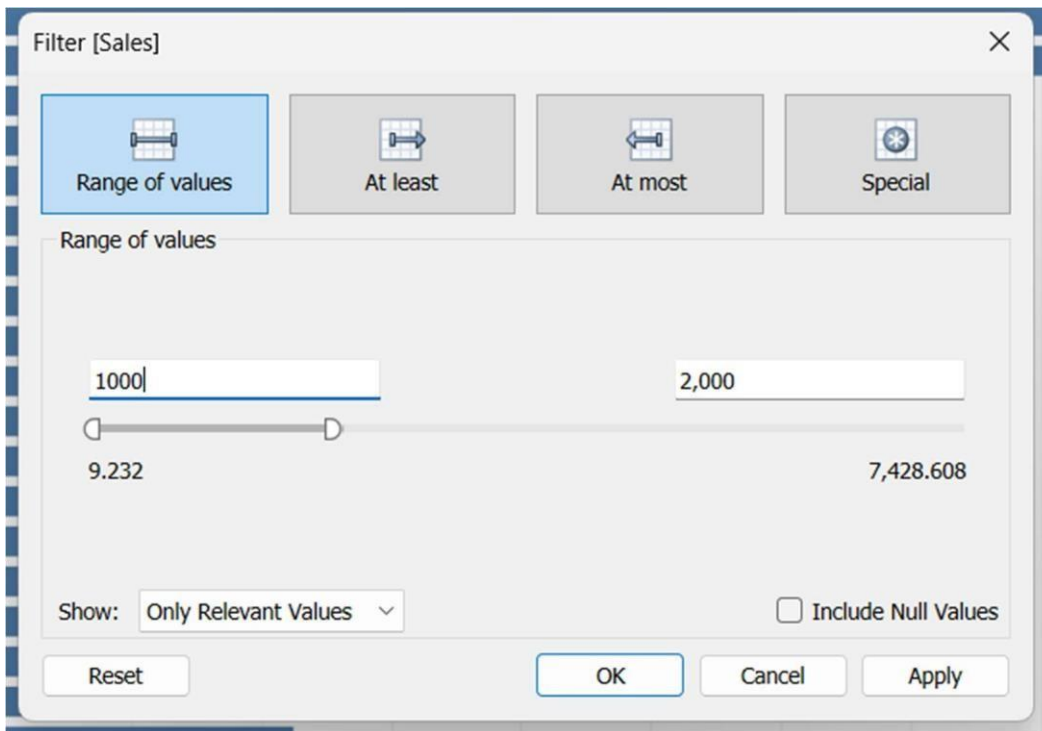 Filter [Sales]
Range of values
At least
At most
Special
Range of values
1000
2,000
9.232
7,428.608
Show:
Only Relevant Values
Include Null Values
Reset
OK
Cancel
Apply